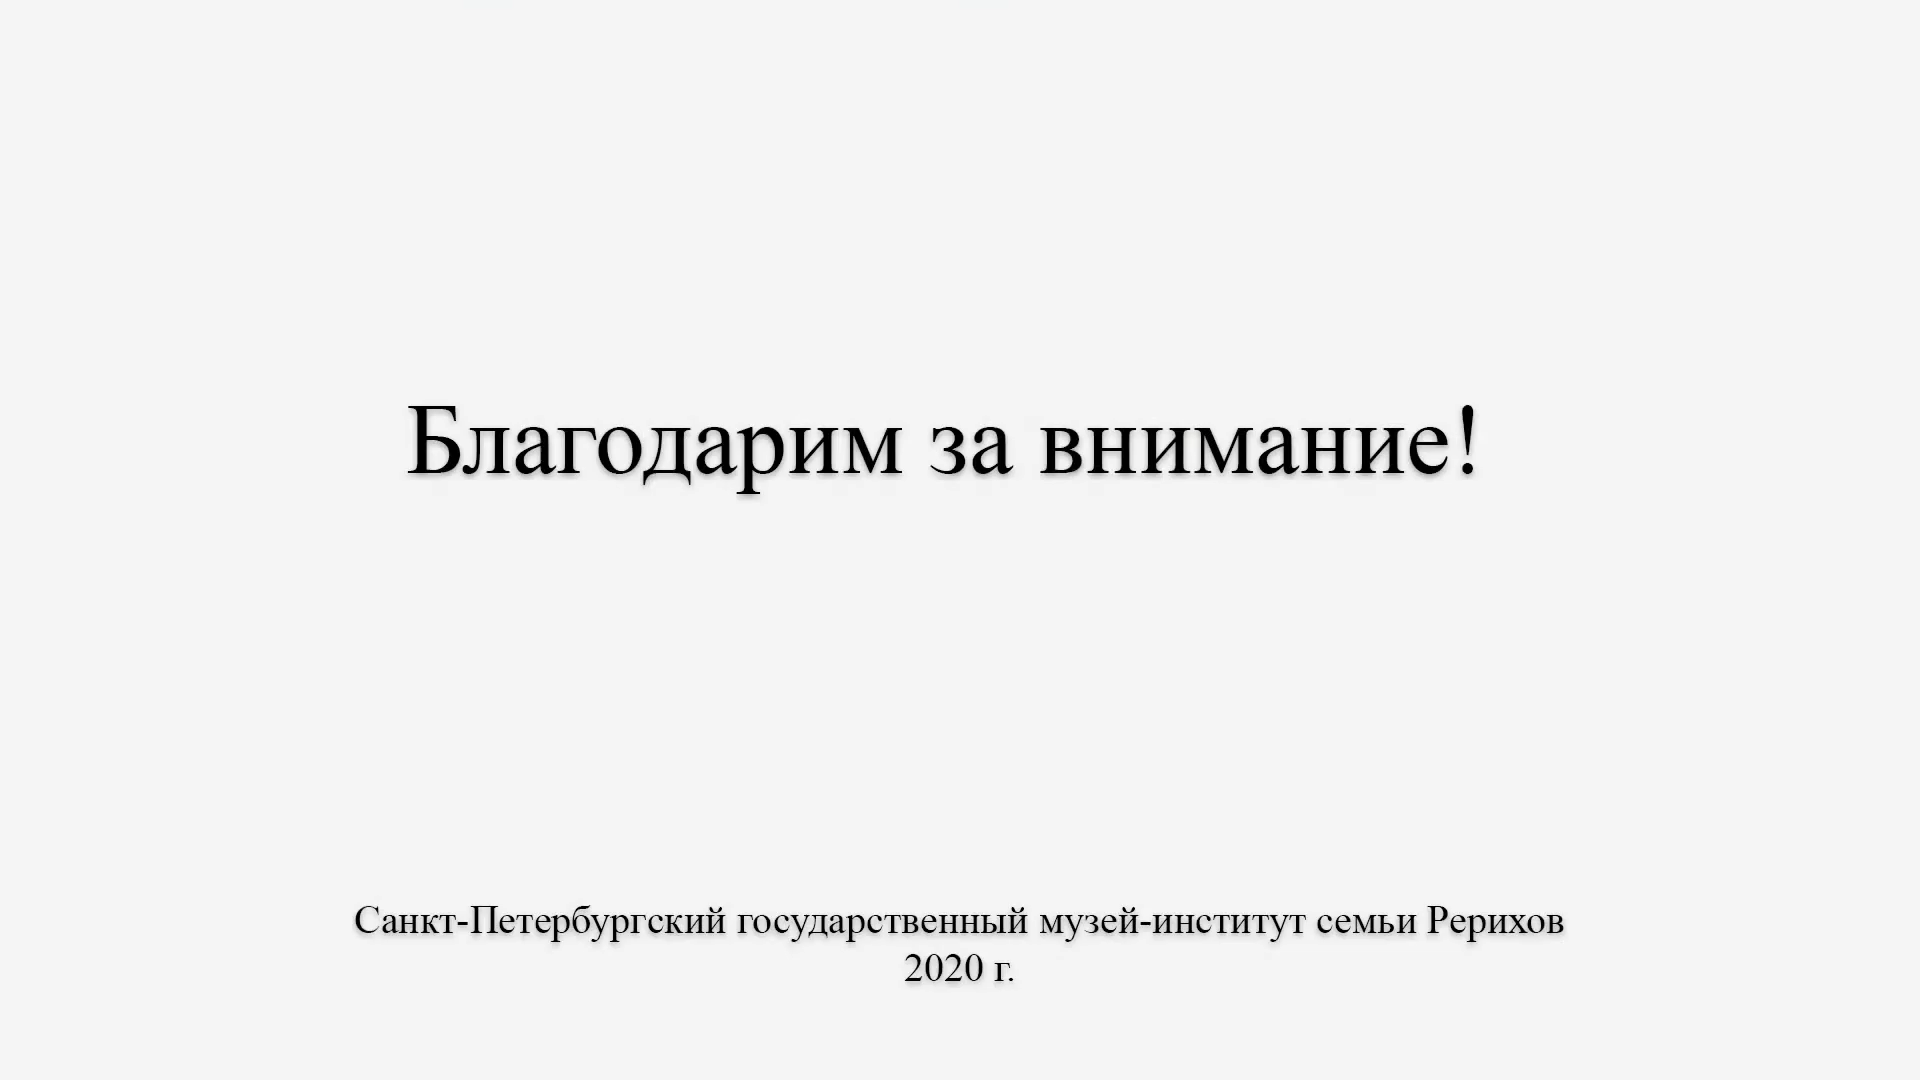 Благодарим за внимание!
Санкт-Петербургский государственный музей-институт семьи Рерихов
2020 г.